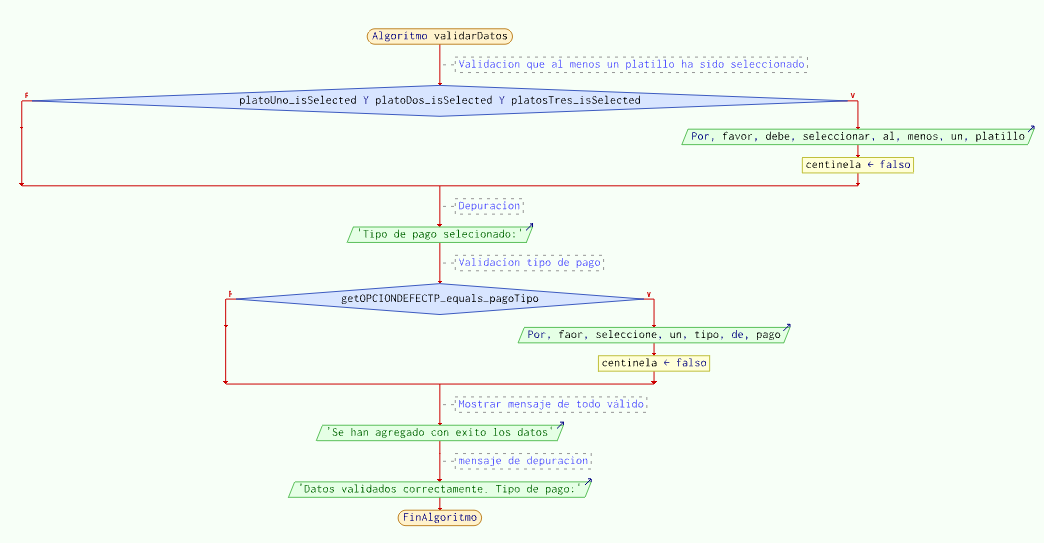 Algoritmo validarDatos
Validacion que al menos un platillo ha sido seleccionado
F
platoUno_isSelected Y platoDos_isSelected Y platosTres_isSelected
V
Por, favor, debe, seleccionar, al, menos, un, platillo
centinela ← falso
Depuracion
'Tipo de pago selecionado:'
Validacion tipo de pago
F
getOPCIONDEFECTP_equals_pagoTipo
V
Por, faor, seleccione, un, tipo, de, pago
centinela ← falso
Mostrar mensaje de todo válido
'Se han agregado con exito los datos'
mensaje de depuracion
'Datos validados correctamente. Tipo de pago:'
FinAlgoritmo